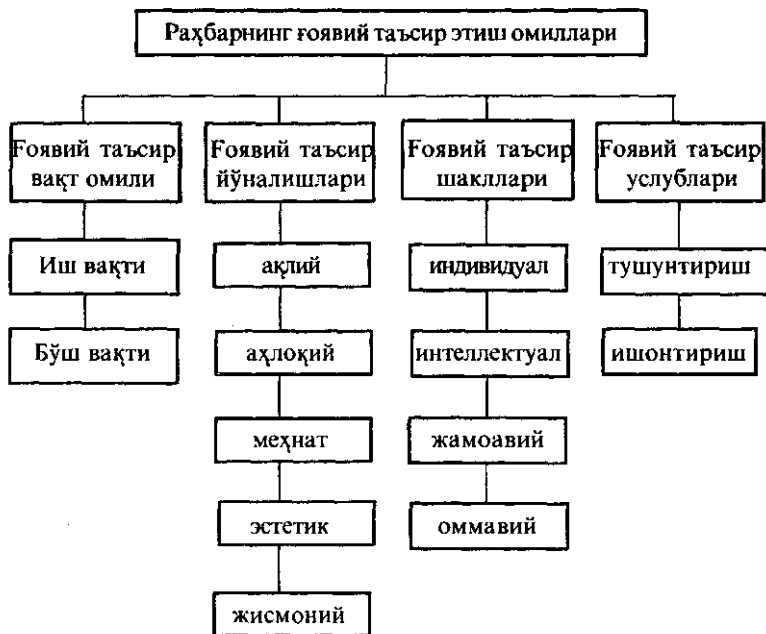 Раҳбарнинг ғоявий таъсир этиш омиллари
Ғоявий таъсир
вақт омили
Иш вақти
Бўш вақти
Ғоявий таъсир
йўналишлари
ақлий
аҳлоқий
меҳнат
эстетик
жисмоний
Ғоявий таъсир
шакллари
индивидуал
интеллектуал
жамоавий
оммавий
Ғоявий таъсир
услублари
тушунтириш
ишонтириш